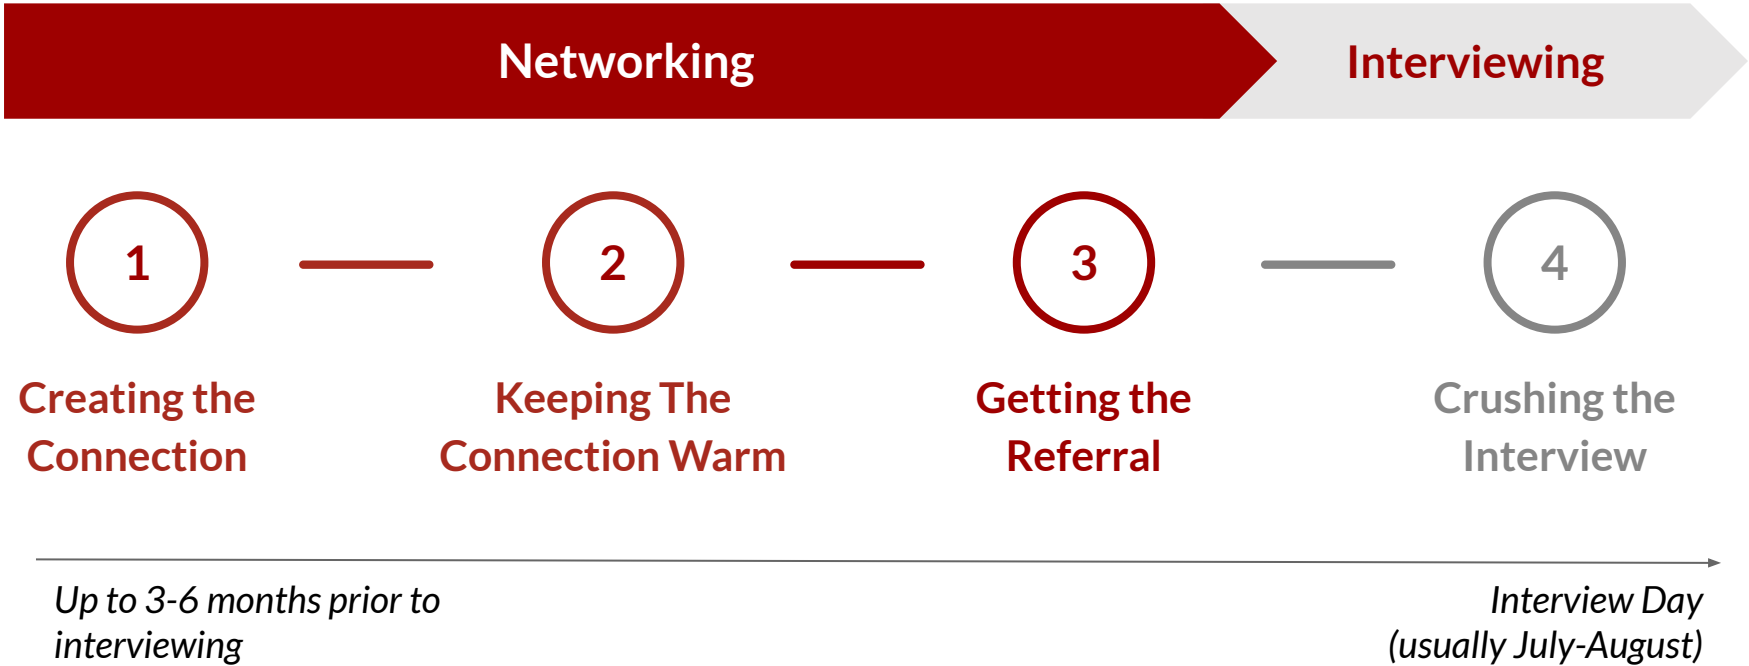 Networking
Interviewing
1
2
3
4
Creating the
Connection
Keeping The
Connection Warm
Getting the
Referral
Crushing the
Interview
Up to 3-6 months prior to
interviewing
Interview Day
(usually July-August)